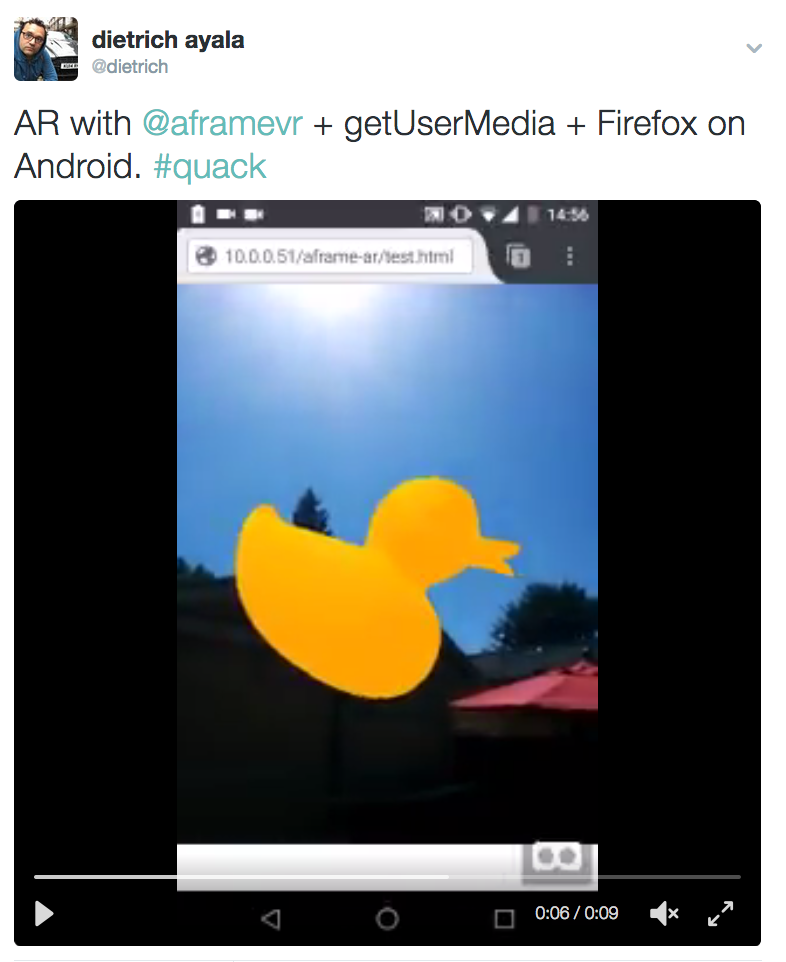 dietrich ayala
@dietrich
AR with @aframevr + getUserMedia + Firefox on
Android. #quack
14:56
10.0.0.51/aframe-ar/test.html
1
0:06 / 0:09